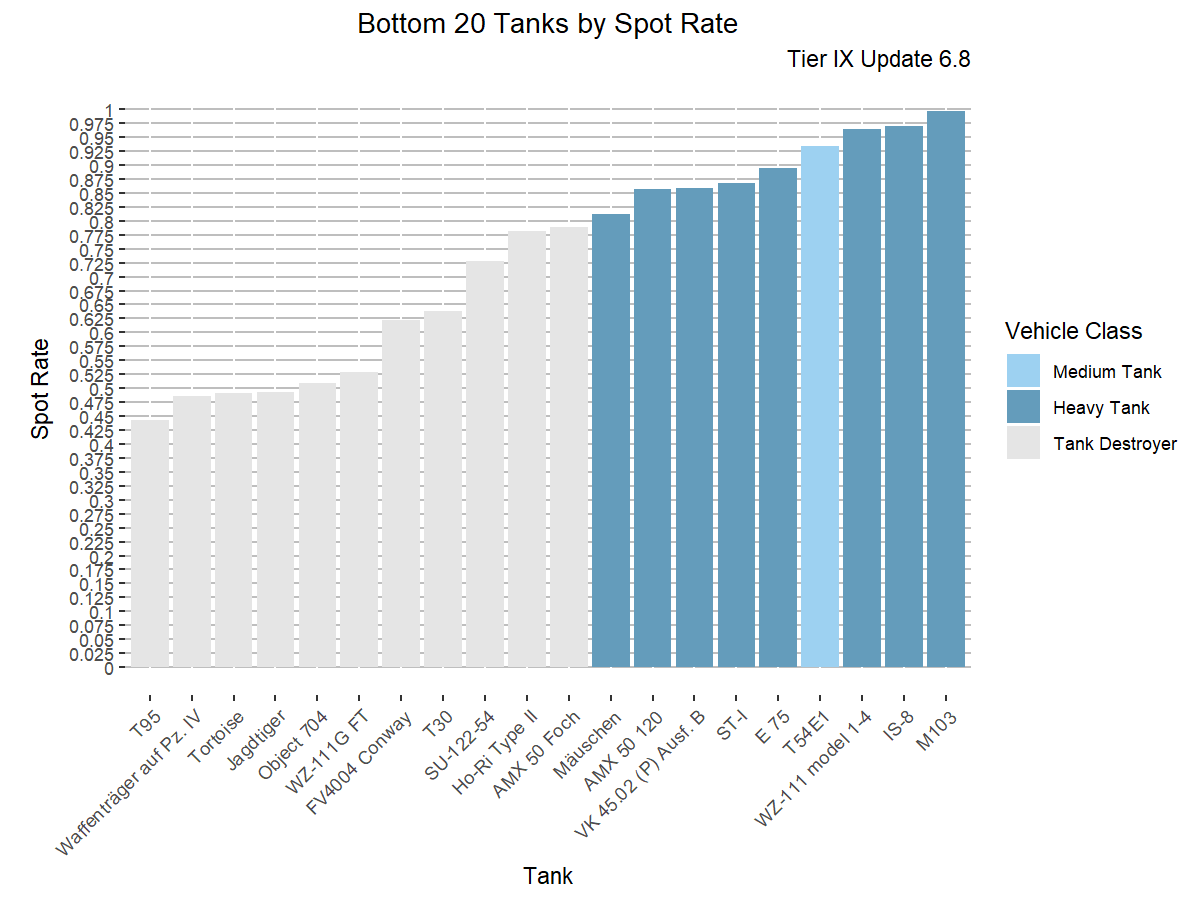 Bottom 20 Tanks by Spot Rate
Tier IX Update 6.8
1
0.975
0.95
0.925
0.9
0.875
0.85
0.825
0.8
0.775
0.75
0.725
0.7
0.675
0.65
0.625
0.6
0.575
0.55
0.525
0.5
0.475
0.45
0.425
0.4
0.375
0.35
0.325
0.3
0.275
0.25
0.225
0.2
0.175
0.15
0.125
0.1
0.075
0.05
0.025
0
Spot Rate
T95
Waffenträger auf Pz. IV
Tortoise
Jagdtiger
Object 704
WZ-111G FT
FV4004 Conway
T30
SU-122-54
Ho-Ri Type II
AMX 50 Foch
Mäuschen
AMX 50 120
VK 45.02 (P) Ausf. B
ST-I
E 75
T54E1
WZ-111 model 1-4
IS-8
M103
Tank
Vehicle Class
Medium Tank
Heavy Tank
Tank Destroyer